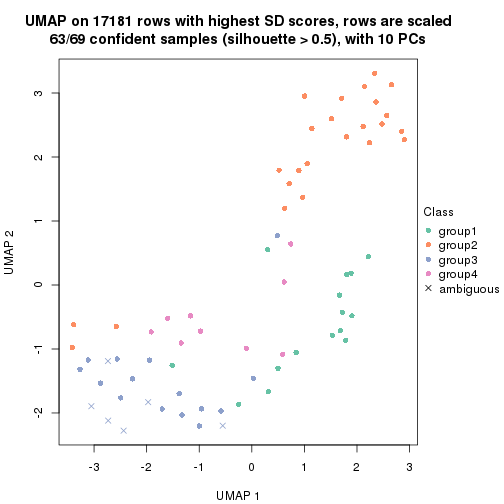 UMAP on 17181 rows with highest SD scores, rows are scaled
63/69 confident samples (silhouette > 0.5), with 10 PCs
3
2
1
0
-1
-2
UMAP 2
-3 -2 -1 0 1 2 3
UMAP 1
Class
group1
group2
group3
group4
ambiguous